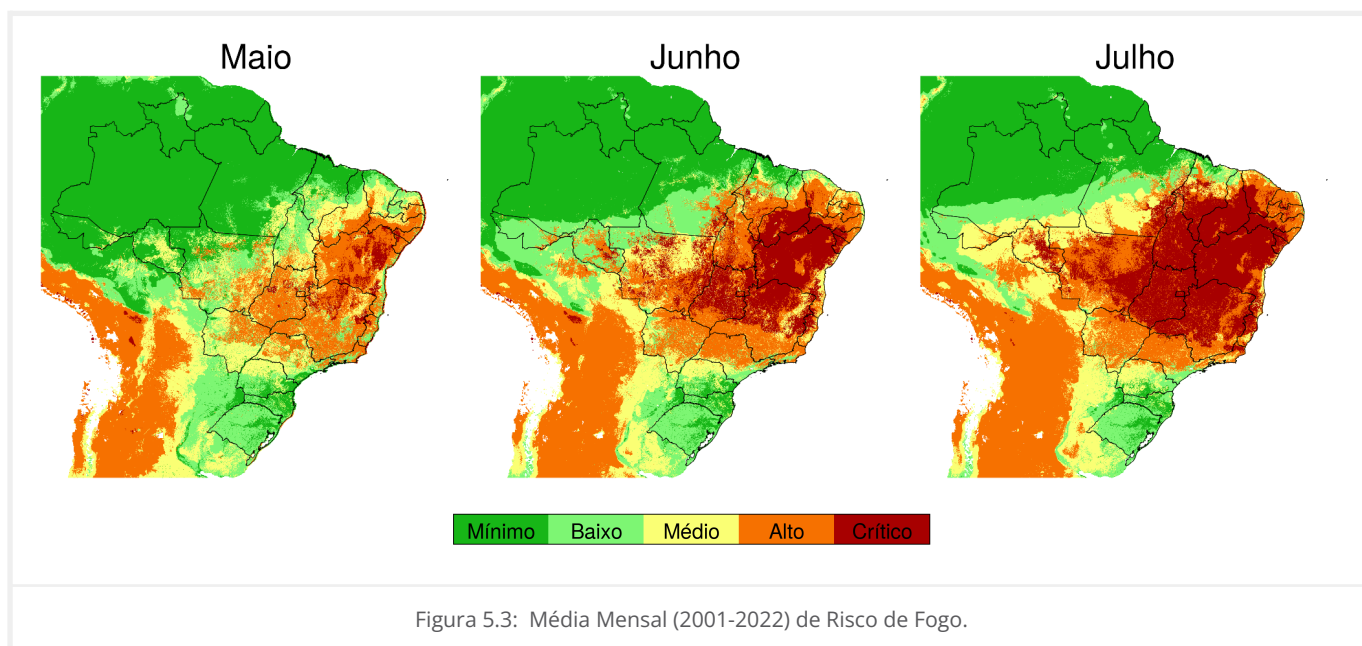 Maio
Junho
Julho
Mínimo
Baixo
Médio
Alto
Crítico
Figura 5.3: Média Mensal (2001-2022) de Risco de Fogo.